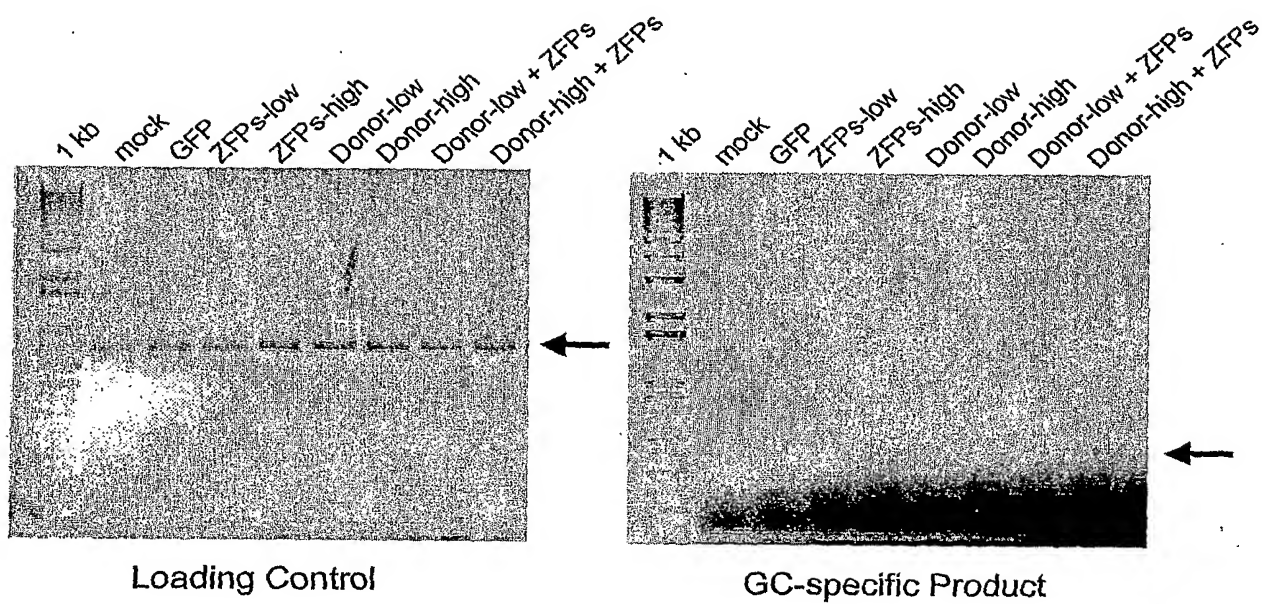 1 kb
mock
GFP
ZFPs-low
ZFPs-high
Donor-low
Donor-high
Donor-low + ZFPs
Donor-high + ZFPs
1 kb
mock
GFP
ZFPs-low
ZFPs-high
Donor-low
Donor-high
Donor-low + ZFPs
Donor-high + ZFPs
Loading Control
GC-specific Product